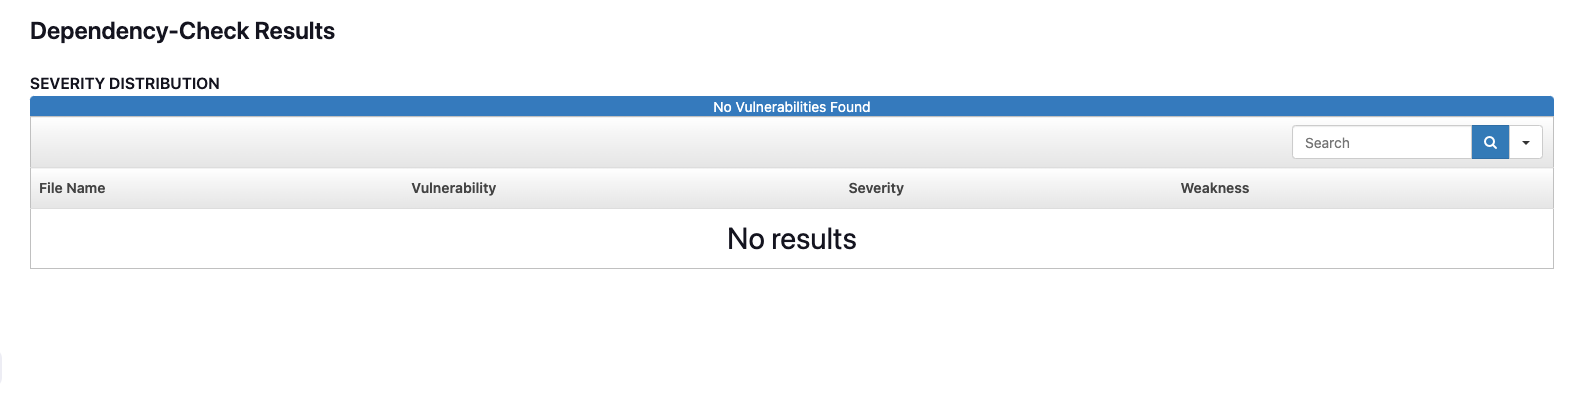 Dependency-Check Results
SEVERITY DISTRIBUTION
No Vulnerabilities Found
Search
File Name Vulnerability Severity Weakness
No results